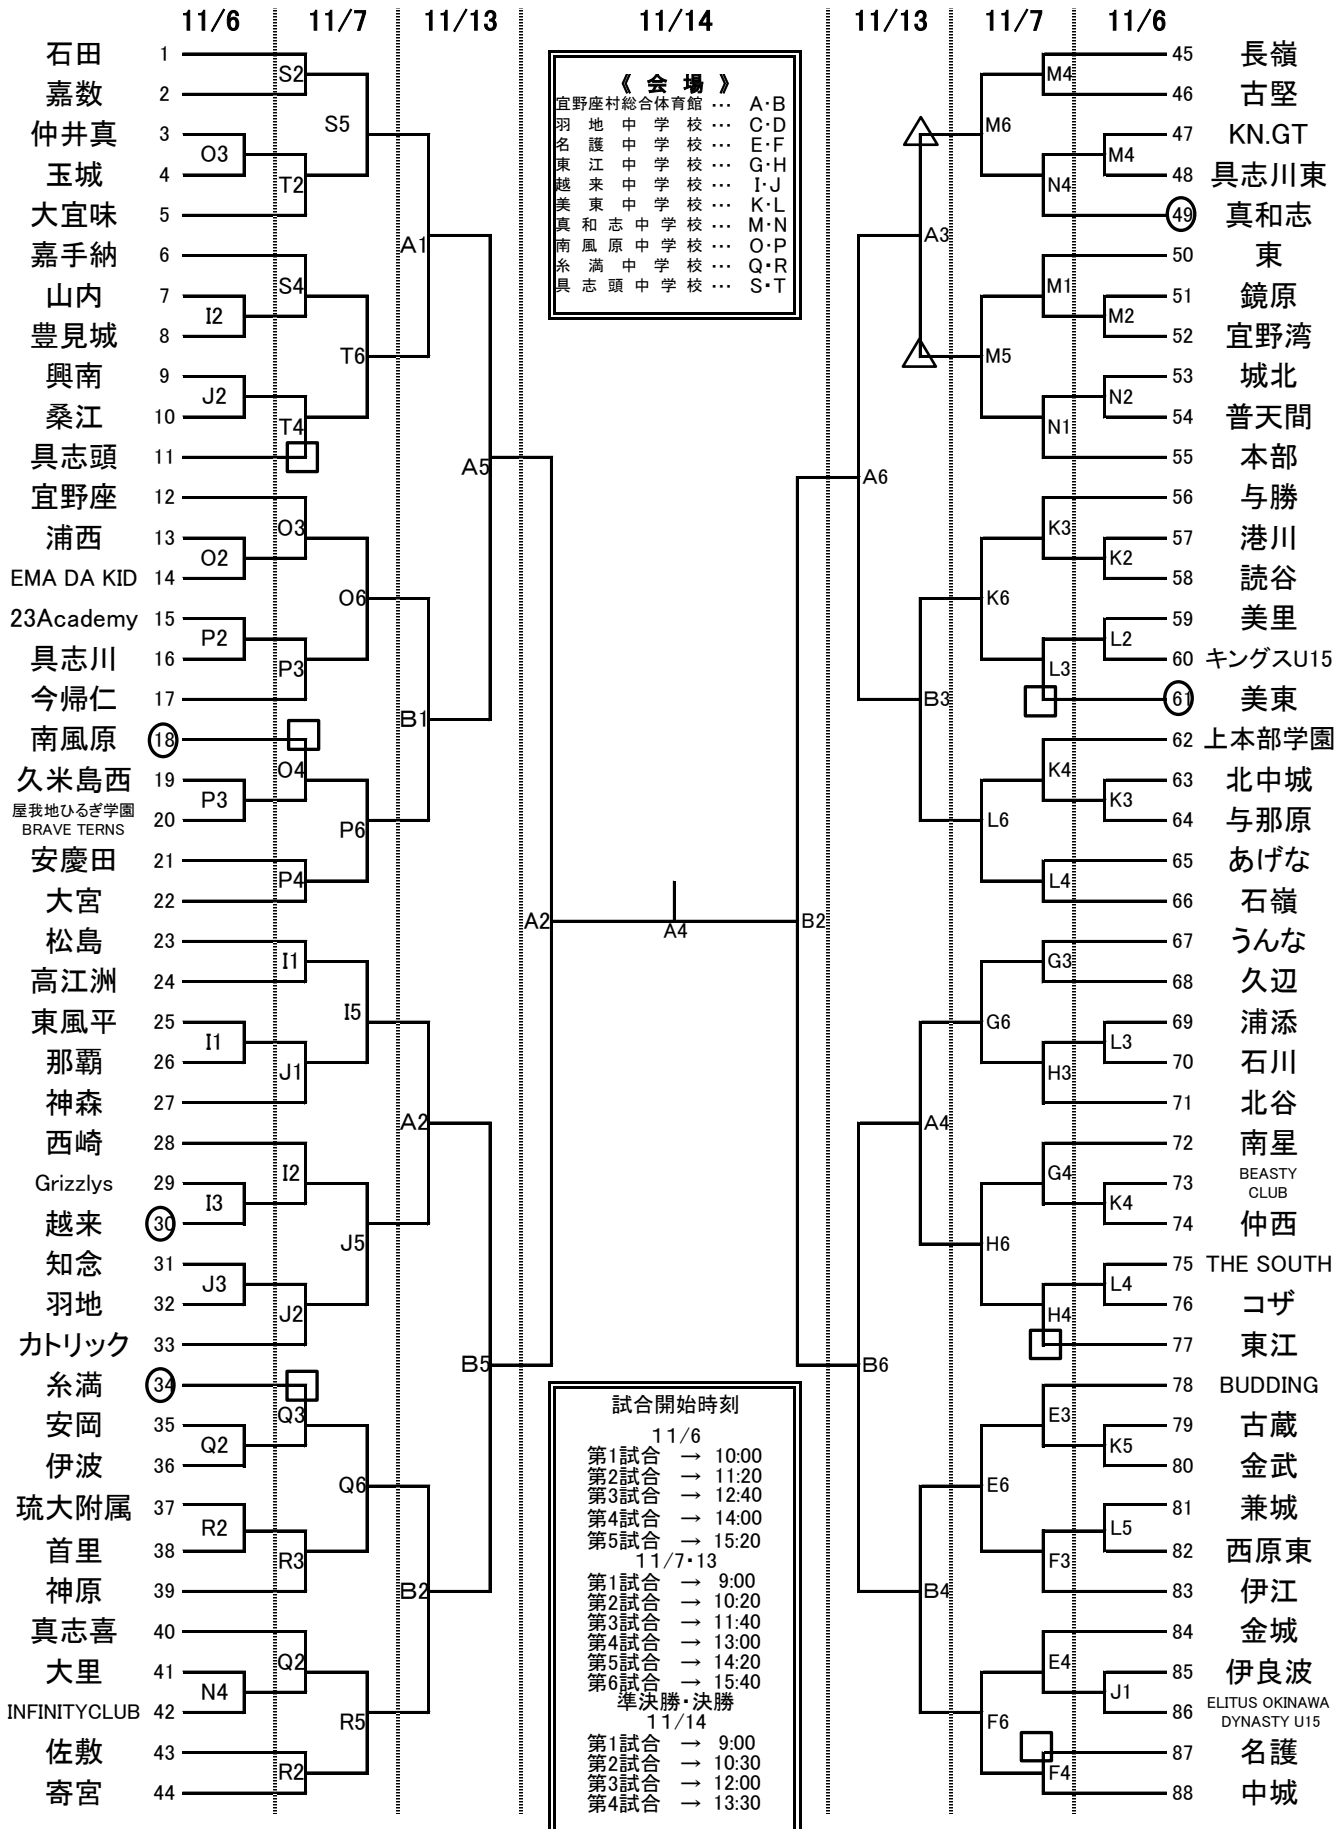 11/6 11/7 11/13 11/14 11/13 11/7 11/6
石田 1
嘉数 2
仲井真 3
玉城 4
大宜味 5
嘉手納 6
山内 7
豊見城 8
興南 9
桑江 10
具志頭 11
宜野座 12
浦西 13
EMA DA KID 14
23Academy 15
具志川 16
今帰仁 17
南風原 18
久米島西 19
屋我地ひるぎ学園
BRAVE TERNS 20
安慶田 21
大宮 22
松島 23
高江洲 24
東風平 25
那覇 26
神森 27
西崎 28
Grizzlys 29
越来 30
知念 31
羽地 32
カトリック 33
糸満 34
安岡 35
伊波 36
琉大附属 37
首里 38
神原 39
真志喜 40
大里 41
INFINITYCLUB 42
佐敷 43
寄宮 44
O3
I2
J2
O2
P2
P3
I1
I3
J3
Q2
R2
N4
S2
T2
S4
T4
O3
P3
O4
P4
I1
J1
I2
J2
Q3
R3
Q2
R2
S5
T6
O6
P6
I5
J5
Q6
R5
A1
B1
A2
B2
A5
B5
A2
《 会 場 》
宜野座村総合体育館 … A・B
羽地中学校 … C・D
名護中学校 … E・F
東江中学校 … G・H
越来中学校 … I・J
美東中学校 … K・L
真和志中学校 … M・N
南風原中学校 … O・P
糸満中学校 … Q・R
具志頭中学校 … S・T
A4
試合開始時刻
11/6
第1試合 → 10:00
第2試合 → 11:20
第3試合 → 12:40
第4試合 → 14:00
第5試合 → 15:20
11/7・13
第1試合 → 9:00
第2試合 → 10:20
第3試合 → 11:40
第4試合 → 13:00
第5試合 → 14:20
第6試合 → 15:40
準決勝・決勝
11/14
第1試合 → 9:00
第2試合 → 10:30
第3試合 → 12:00
第4試合 → 13:30
B2
A6
B6
A3
B3
A4
B4
M6
M5
K6
L6
G6
H6
E6
F6
M4
N4
M1
N1
K3
L3
K4
L4
G3
H3
G4
H4
E3
F3
E4
F4
M4
M2
N2
K2
L2
K3
L3
K4
L4
K5
L5
J1
45 長嶺
46 古堅
47 KN.GT
48 具志川東
49 真和志
50 東
51 鏡原
52 宜野湾
53 城北
54 普天間
55 本部
56 与勝
57 港川
58 読谷
59 美里
60 キングスU15
61 美東
62 上本部学園
63 北中城
64 与那原
65 あげな
66 石嶺
67 うんな
68 久辺
69 浦添
70 石川
71 北谷
72 南星
73 BEASTY
CLUB
74 仲西
75 THE SOUTH
76 コザ
77 東江
78 BUDDING
79 古蔵
80 金武
81 兼城
82 西原東
83 伊江
84 金城
85 伊良波
86 ELITUS OKINAWA
DYNASTY U15
87 名護
88 中城